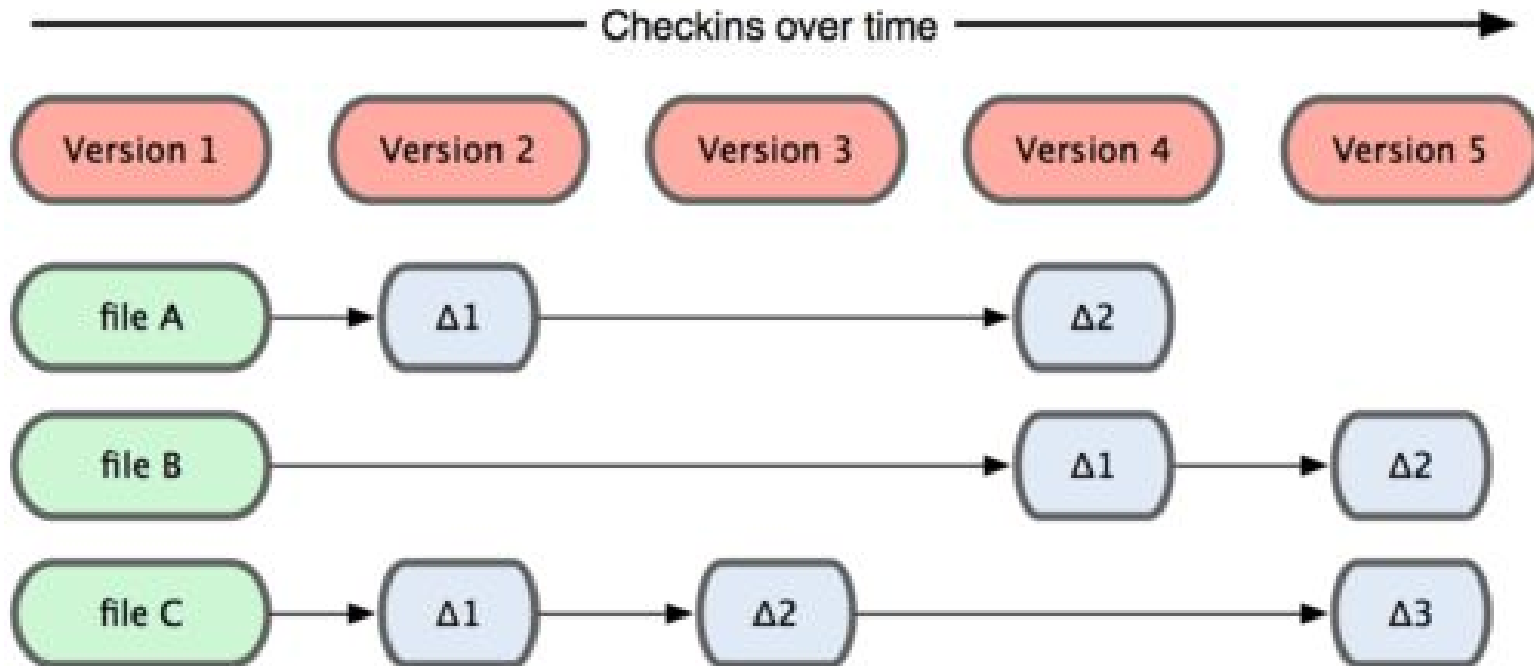 Checkins over time
Version 1 Version 2 Version 3 Version 4 Version 5
file A Δ1 Δ2
file B Δ1 Δ2
file C Δ1 Δ2 Δ3